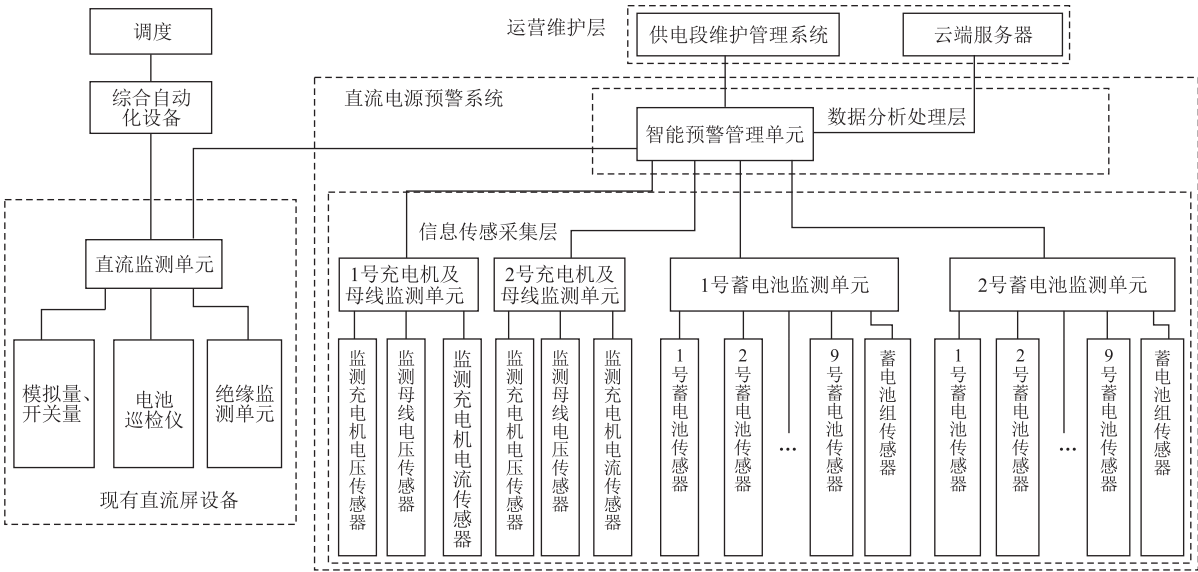 调度
综合自动
化设备
运营维护层
供电段维护管理系统
云端服务器
直流电源预警系统
数据分析处理层
智能预警管理单元
信息传感采集层
直流监测单元
模拟量、
开关量
电池
巡检仪
绝缘监
测单元
现有直流屏设备
1号充电机及
母线监测单元
2号充电机及
母线监测单元
1号蓄电池监测单元
2号蓄电池监测单元
监测充电机电压传感器
监测母线电压传感器
监测充电机电流传感器
监测充电机电压传感器
监测母线电压传感器
监测充电机电流传感器
1号蓄电池传感器
2号蓄电池传感器
…
9号蓄电池传感器
蓄电池组传感器
1号蓄电池传感器
2号蓄电池传感器
…
9号蓄电池传感器
蓄电池组传感器